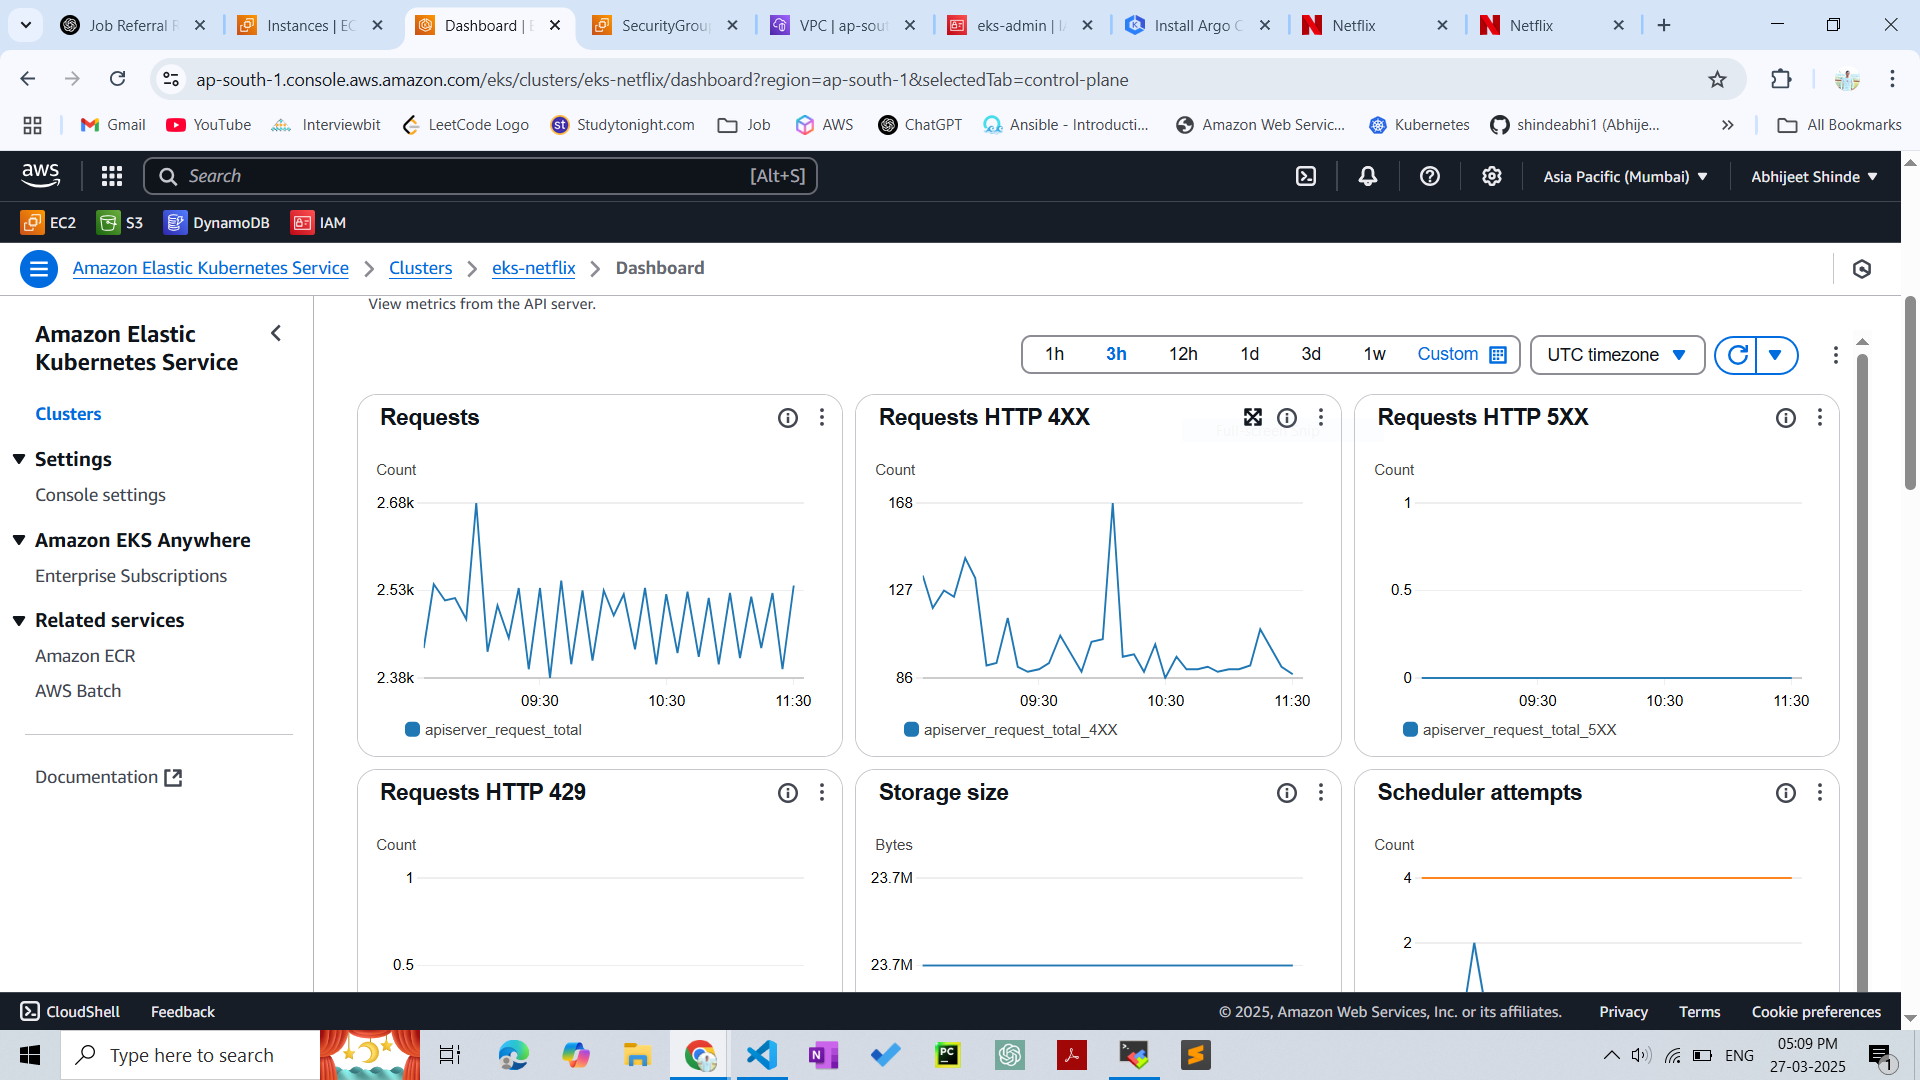 Job Referral R
Instances | EC
Dashboard | E
SecurityGroup
VPC | ap-sout
eks-admin | IA
Install Argo C
Netflix
Netflix
ap-south-1.console.aws.amazon.com/eks/clusters/eks-netflix/dashboard?region=ap-south-1&selectedTab=control-plane
Gmail
YouTube
Interviewbit
LeetCode Logo
st
Studytonight.com
Job
AWS
ChatGPT
Ansible - Introducti...
Amazon Web Servic...
Kubernetes
shindeabhi1 (Abhije...
All Bookmarks
aws
Search
[Alt+S]
Asia Pacific (Mumbai)
Abhijeet Shinde
EC2
S3
DynamoDB
IAM
Amazon Elastic Kubernetes Service
Clusters
eks-netflix
Dashboard
Amazon Elastic
Kubernetes Service
Clusters
Settings
Console settings
Amazon EKS Anywhere
Enterprise Subscriptions
Related services
Amazon ECR
AWS Batch
Documentation
View metrics from the API server.
1h 3h 12h 1d 3d 1w Custom
UTC timezone
Requests
Count
2.68k
2.53k
2.38k
09:30 10:30 11:30
apiserver_request_total
Requests HTTP 4XX
Count
168
127
86
09:30 10:30 11:30
apiserver_request_total_4XX
Requests HTTP 5XX
Count
1
0.5
0
09:30 10:30 11:30
apiserver_request_total_5XX
Requests HTTP 429
Count
1
0.5
Storage size
Bytes
23.7M
23.7M
Scheduler attempts
Count
4
2
CloudShell
Feedback
© 2025, Amazon Web Services, Inc. or its affiliates.
Privacy
Terms
Cookie preferences
Type here to search
N
PC
ENG
05:09 PM
27-03-2025
1